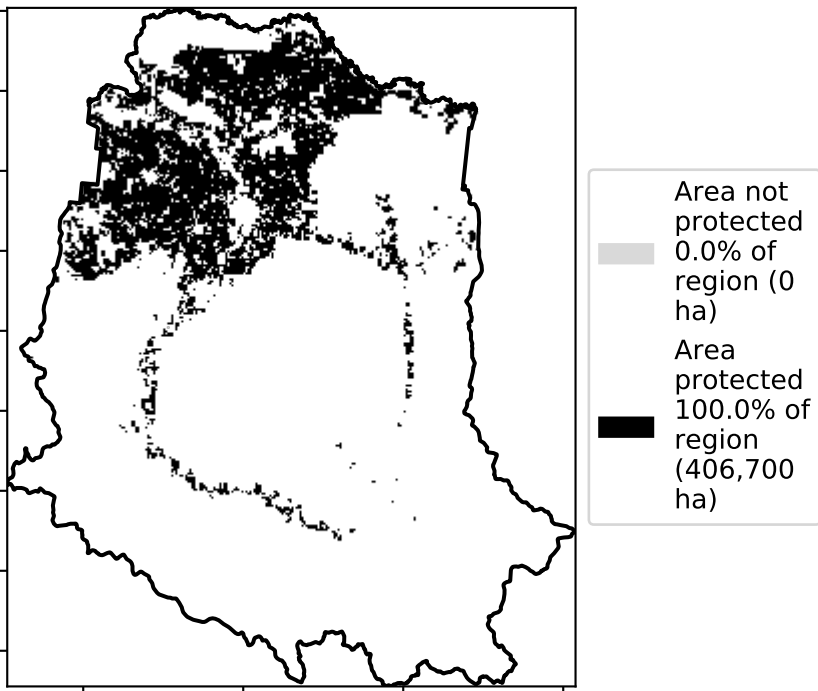 Area not
protected
0.0% of
region (0
ha)
Area
protected
100.0% of
region
(406,700
ha)